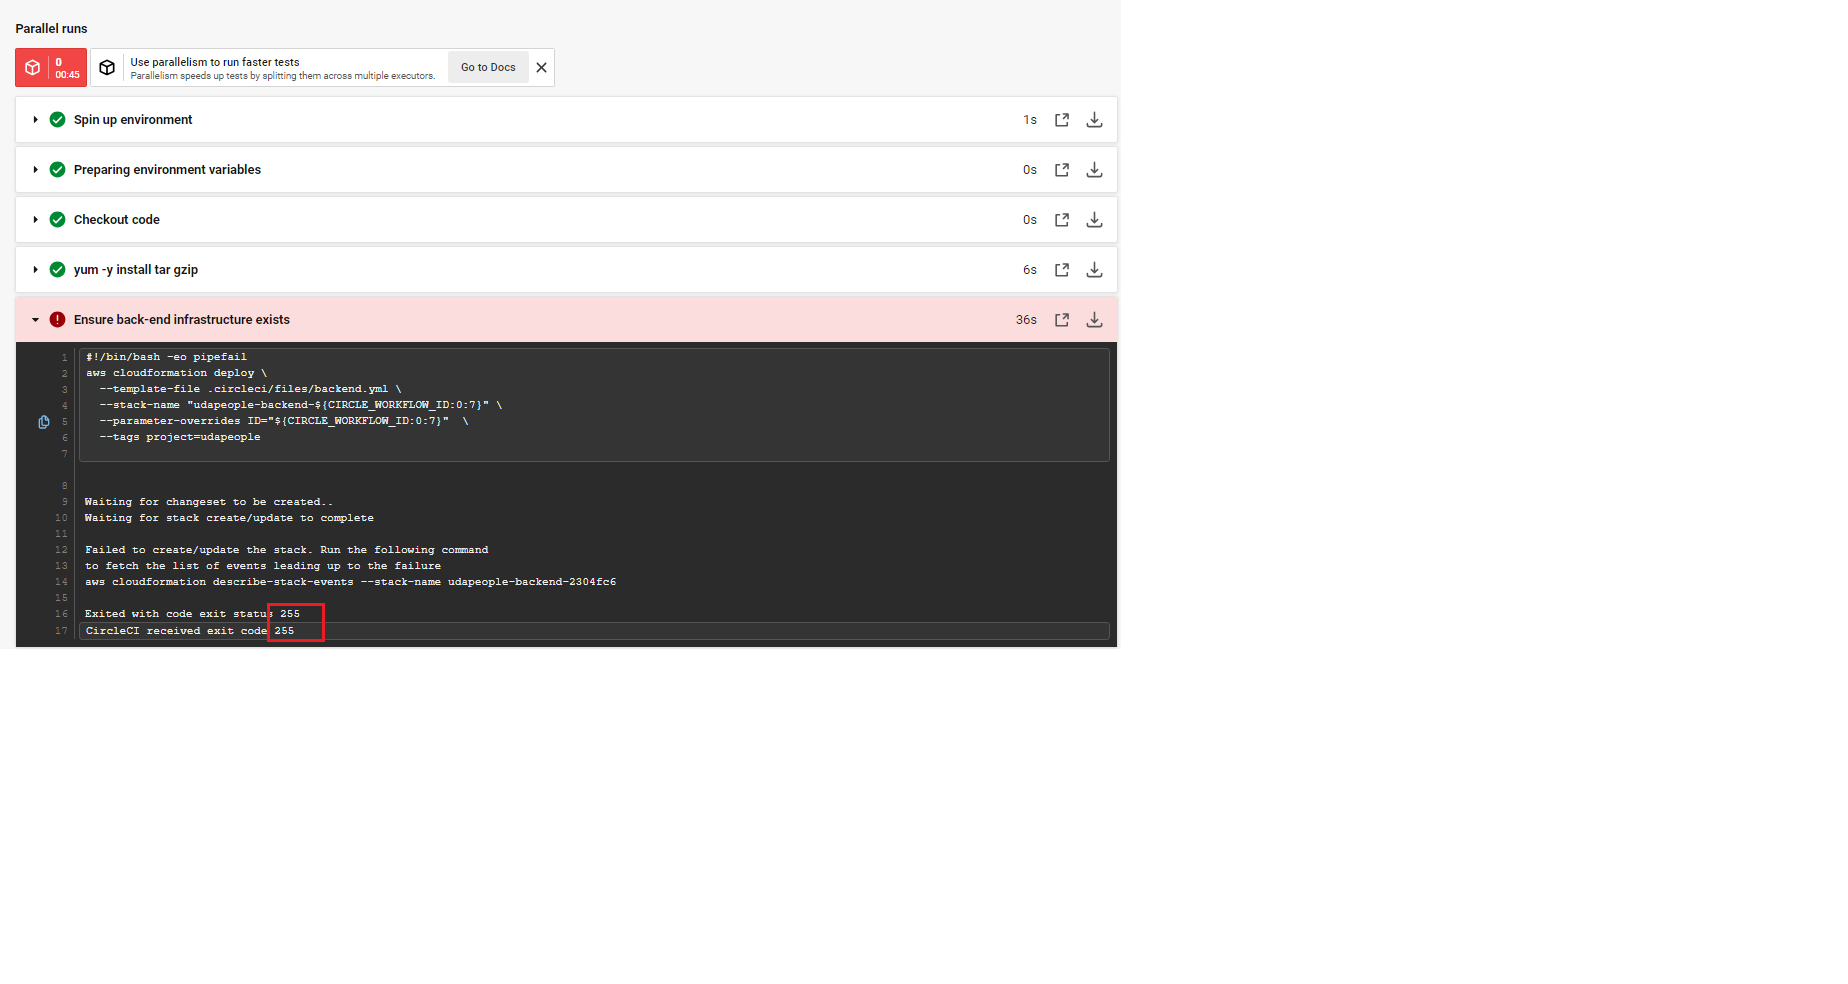 Parallel runs
0
00:45
Use parallelism to run faster tests
Parallelism speeds up tests by splitting them across multiple executors.
Go to Docs
Spin up environment 1s
Preparing environment variables 0s
Checkout code 0s
yum -y install tar gzip 6s
Ensure back-end infrastructure exists 36s
1 #!/bin/bash -eo pipefail
2 aws cloudformation deploy \
3 --template-file .circleci/files/backend.yml \
4 --stack-name "udapeople-backend-${CIRCLE_WORKFLOW_ID:0:7}" \
5 --parameter-overrides ID="${CIRCLE_WORKFLOW_ID:0:7}"  \
6 --tags project=udapeople
7
8
9 Waiting for changeset to be created..
10 Waiting for stack create/update to complete
11
12 Failed to create/update the stack. Run the following command
13 to fetch the list of events leading up to the failure
14 aws cloudformation describe-stack-events --stack-name udapeople-backend-2304fc6
15
16 Exited with code exit status 255
17 CircleCI received exit code 255